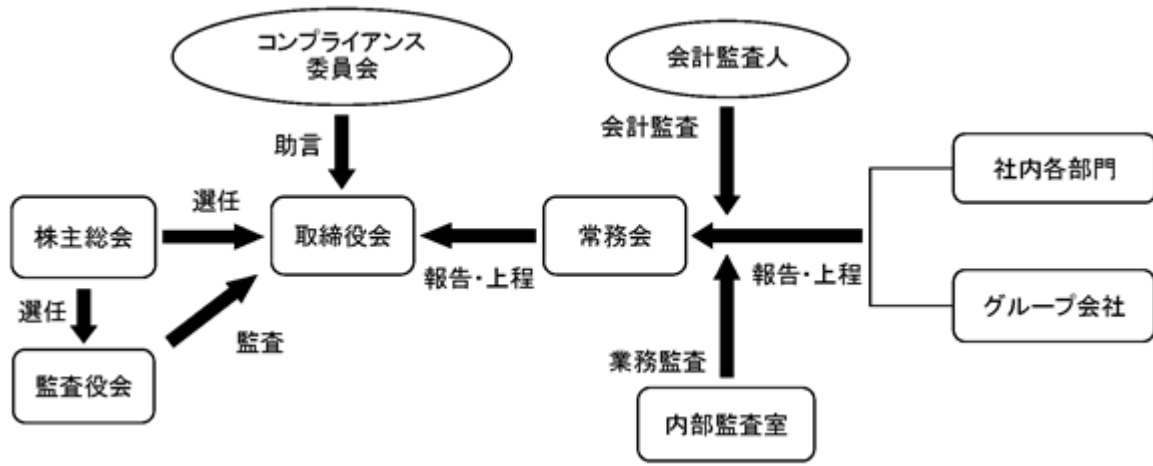 コンプライアンス
委員会
会計監査人
助言
会計監査
社内各部門
選任
株主総会
取締役会
常務会
報告・上程
報告・上程
選任
監査
グループ会社
監査役会
業務監査
内部監査室